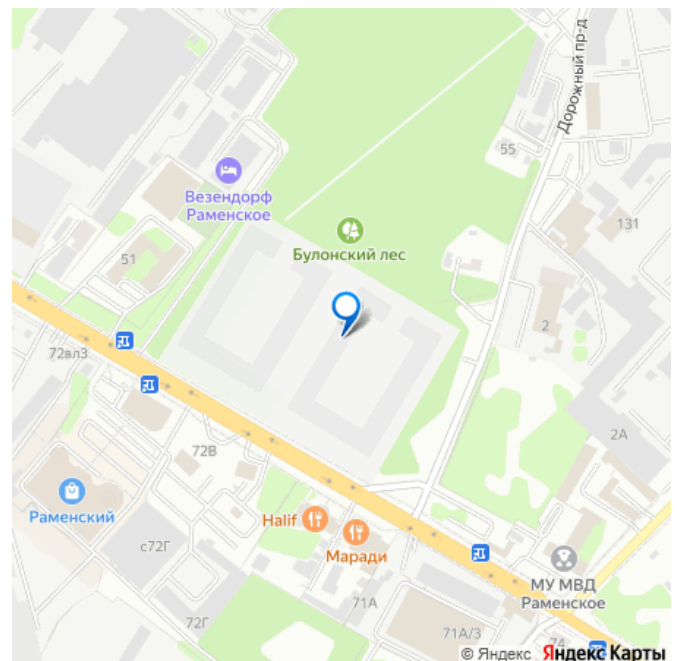 Дорожный пр-д
55
Везендорф
Раменское
131
Булонский лес
51
2
72вл3
2А
72В
Раменский
Halif
с72Г
Маради
МУ МВД
Раменское
71А
72Г
71А/3
74
© Яндекс Яндекс Карты